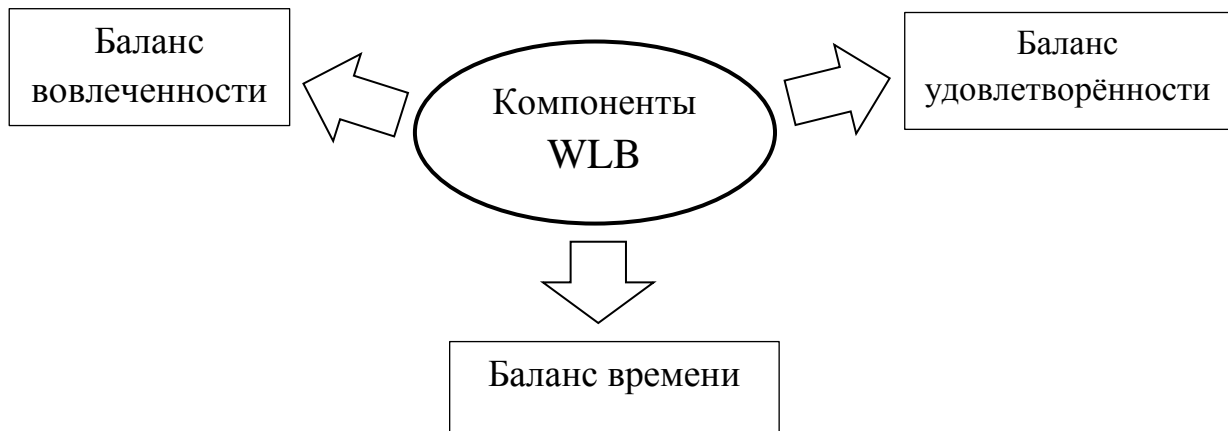 Баланс
вовлеченности
Компоненты
WLB
Баланс
удовлетворённости
Баланс времени